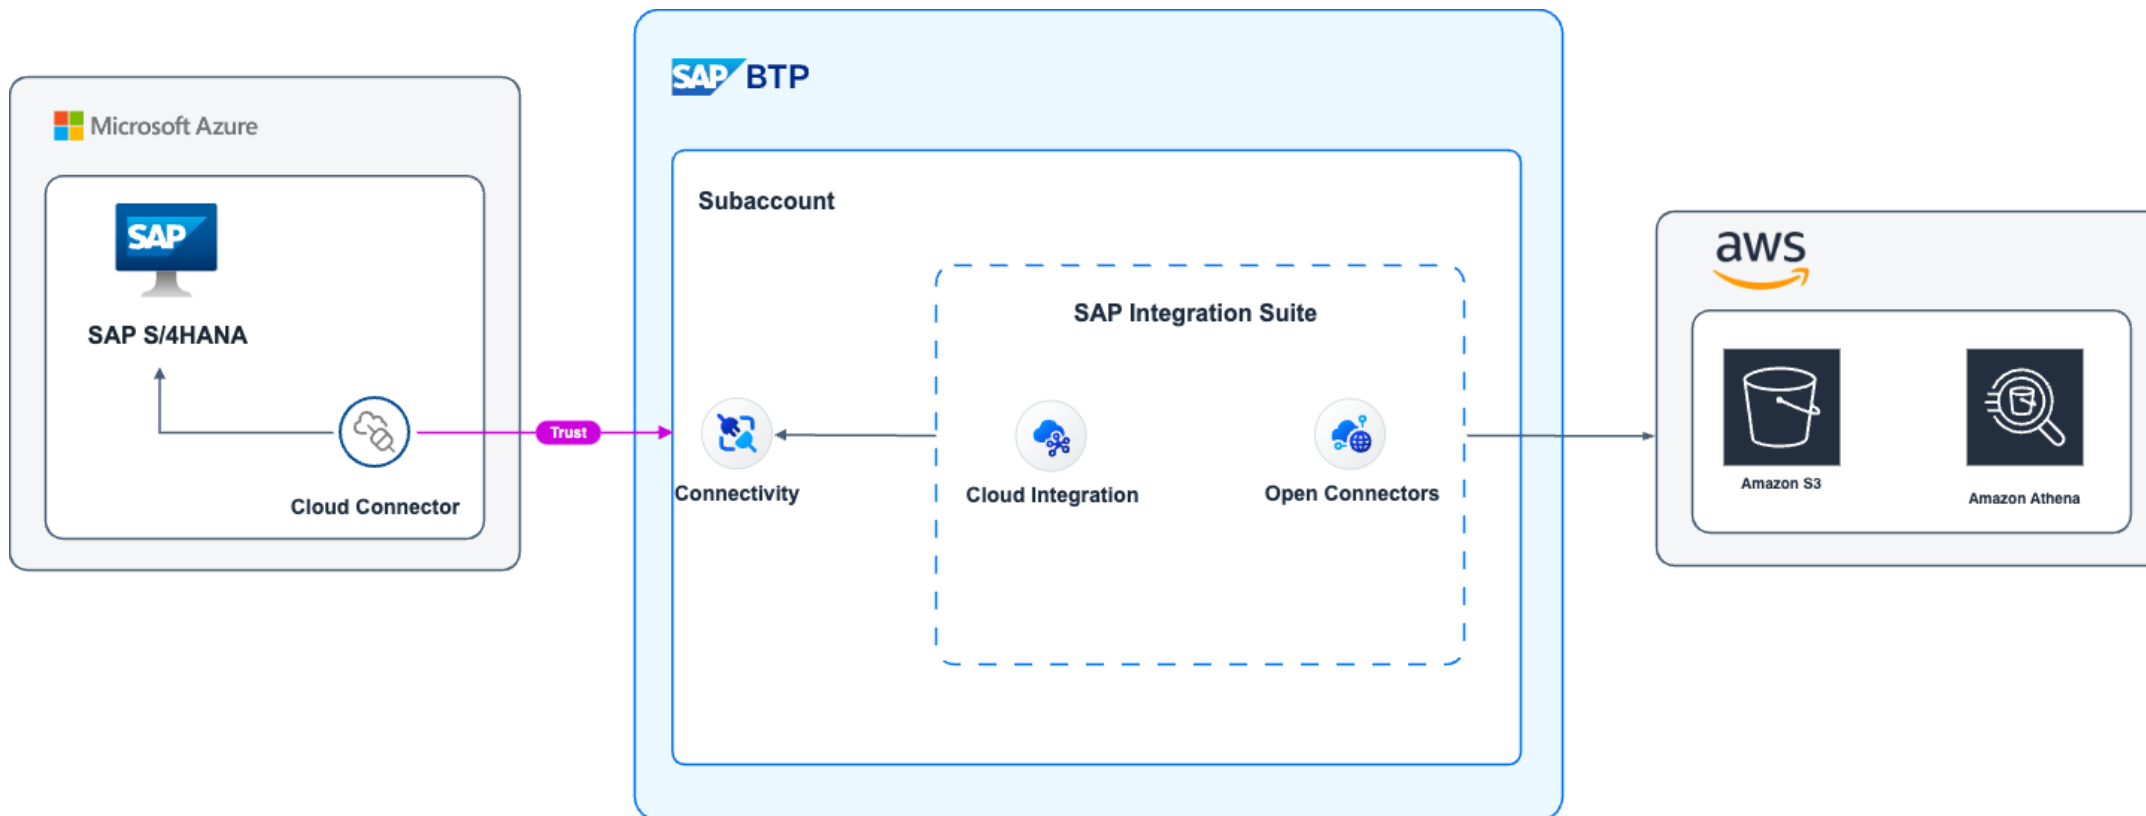 Microsoft Azure
SAP
SAP S/4HANA
Cloud Connector
Trust
SAP BTP
Subaccount
SAP Integration Suite
Connectivity
Cloud Integration
Open Connectors
aws
Amazon S3
Amazon Athena